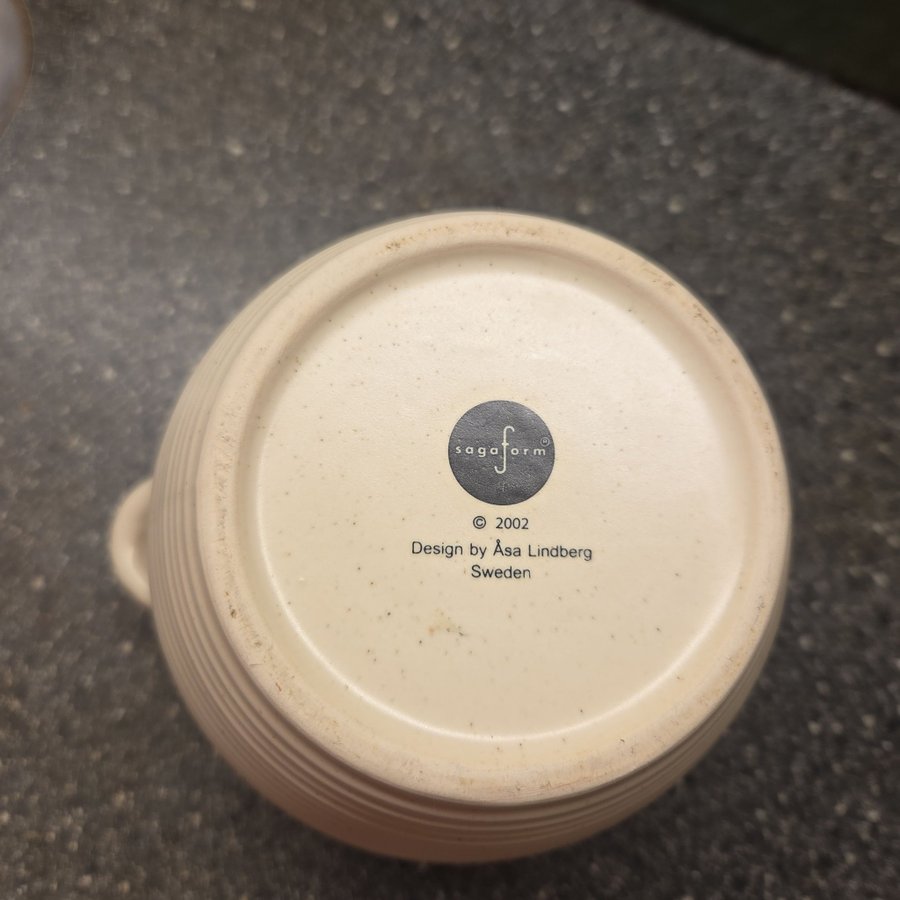 sagaform®
© 2002
Design by Åsa Lindberg
Sweden